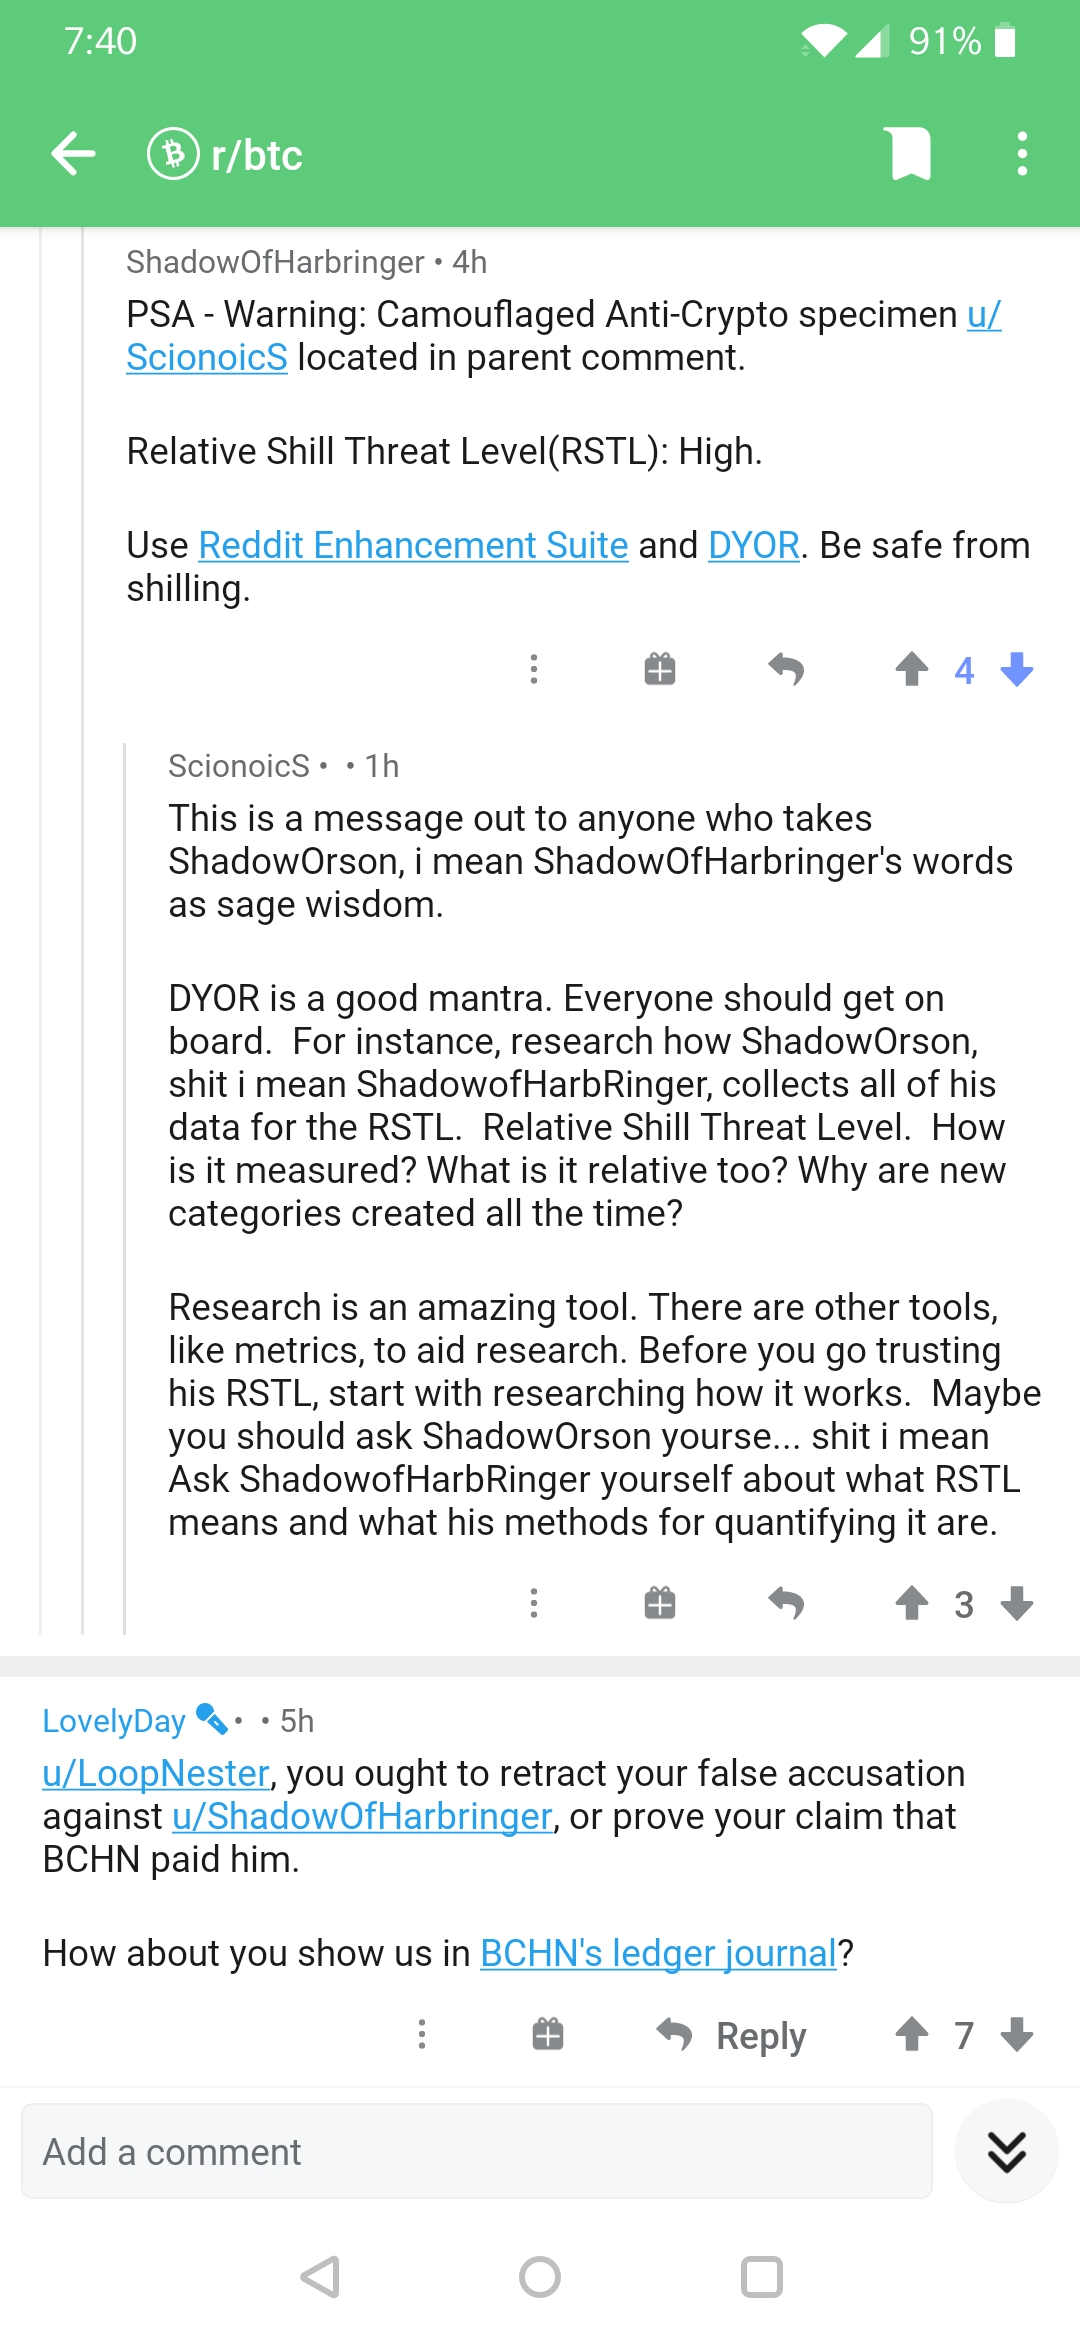 7:40
91%
r/btc
ShadowOfHarbringer • 4h
PSA - Warning: Camouflaged Anti-Crypto specimen u/
ScionoicS located in parent comment.
Relative Shill Threat Level(RSTL): High.
Use Reddit Enhancement Suite and DYOR. Be safe from
shilling.
4
ScionoicS • • 1h
This is a message out to anyone who takes
ShadowOrson, i mean ShadowOfHarbringer's words
as sage wisdom.
DYOR is a good mantra. Everyone should get on
board.  For instance, research how ShadowOrson,
shit i mean ShadowofHarbRinger, collects all of his
data for the RSTL.  Relative Shill Threat Level.  How
is it measured? What is it relative too? Why are new
categories created all the time?
Research is an amazing tool. There are other tools,
like metrics, to aid research. Before you go trusting
his RSTL, start with researching how it works.  Maybe
you should ask ShadowOrson yourse... shit i mean
Ask ShadowofHarbRinger yourself about what RSTL
means and what his methods for quantifying it are.
3
LovelyDay • • 5h
u/LoopNester, you ought to retract your false accusation
against u/ShadowOfHarbringer, or prove your claim that
BCHN paid him.
How about you show us in BCHN's ledger journal?
Reply 7
Add a comment